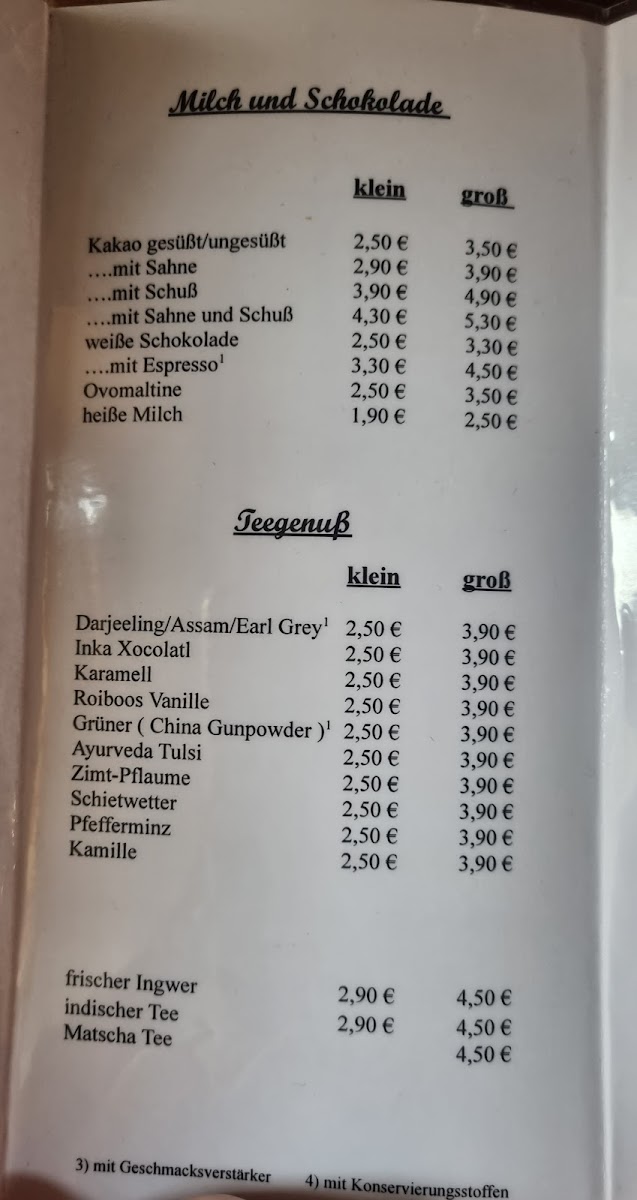 Milch und Schokolade
klein groß
Kakao gesüßt/ungesüßt 2,50 € 3,50 €
....mit Sahne 2,90 € 3,90 €
....mit Schuß 3,90 € 4,90 €
....mit Sahne und Schuß 4,30 € 5,30 €
weiße Schokolade 2,50 € 3,30 €
....mit Espresso¹ 3,30 € 4,50 €
Ovomaltine 2,50 € 3,50 €
heiße Milch 1,90 € 2,50 €
Teegenuß
klein groß
Darjeeling/Assam/Earl Grey¹ 2,50 € 3,90 €
Inka Xocolatl 2,50 € 3,90 €
Karamell 2,50 € 3,90 €
Roiboos Vanille 2,50 € 3,90 €
Grüner ( China Gunpowder )¹ 2,50 € 3,90 €
Ayurveda Tulsi 2,50 € 3,90 €
Zimt-Pflaume 2,50 € 3,90 €
Schietwetter 2,50 € 3,90 €
Pfefferminz 2,50 € 3,90 €
Kamille 2,50 € 3,90 €
frischer Ingwer 2,90 € 4,50 €
indischer Tee 2,90 € 4,50 €
Matscha Tee 4,50 €
3) mit Geschmacksverstärker 4) mit Konservierungsstoffen